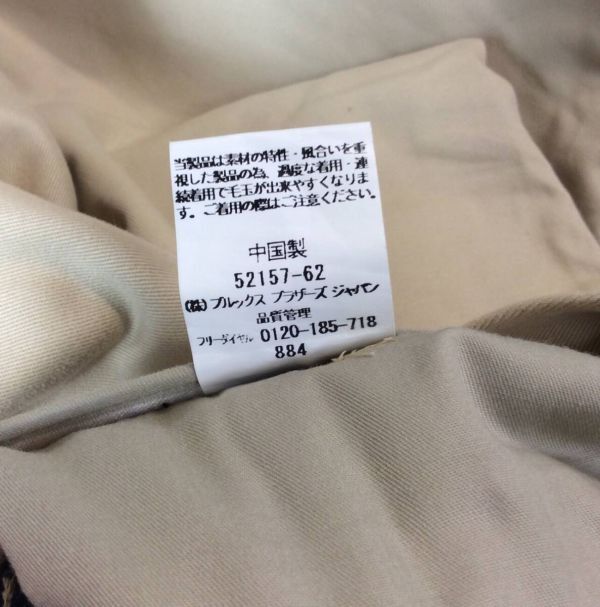 当製品は素材の特性・風合いを重
視した製品の為、過度な着用・連
続着用で毛玉が出来やすくなりま
す。ご着用の際はご注意ください。
中国製
52157-62
(株)ブルックス ブラザーズ ジャパン
品質管理
フリーダイヤル 0120-185-718
884